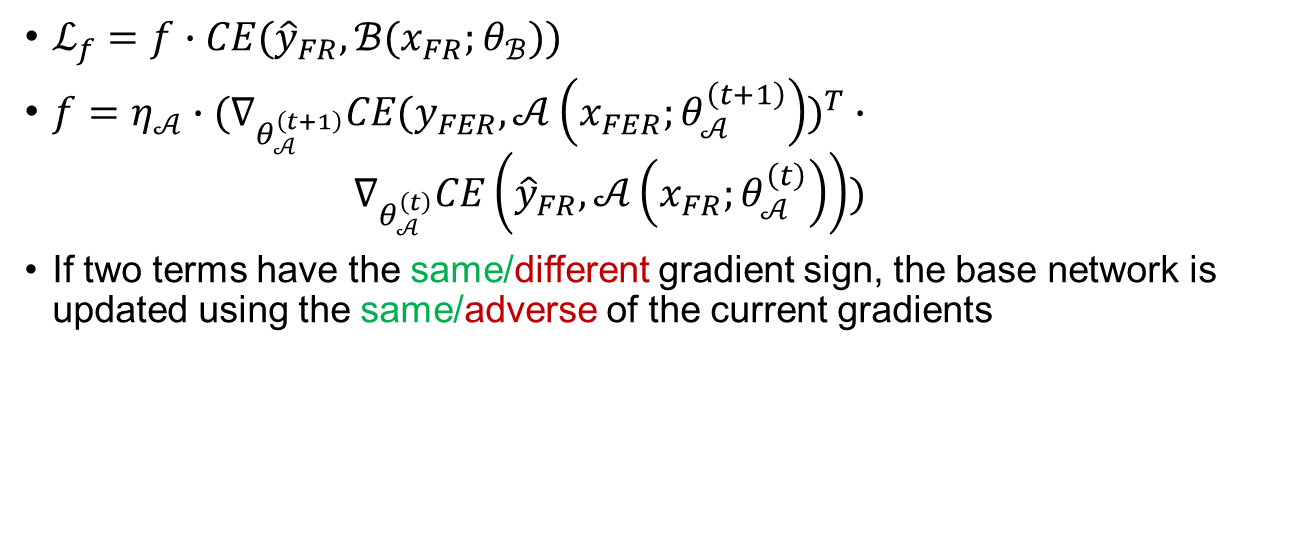 • ℒ_f = f · CE(ŷ_FR, ℬ(x_FR; θ_ℬ))
• f = η_𝒜 · (∇_{θ_𝒜^{(t+1)}} CE(y_FER, 𝒜(x_FER; θ_𝒜^{(t+1)})))^T ·
∇_{θ_𝒜^{(t)}} CE(ŷ_FR, 𝒜(x_FR; θ_𝒜^{(t)})))
• If two terms have the same/different gradient sign, the base network is
updated using the same/adverse of the current gradients